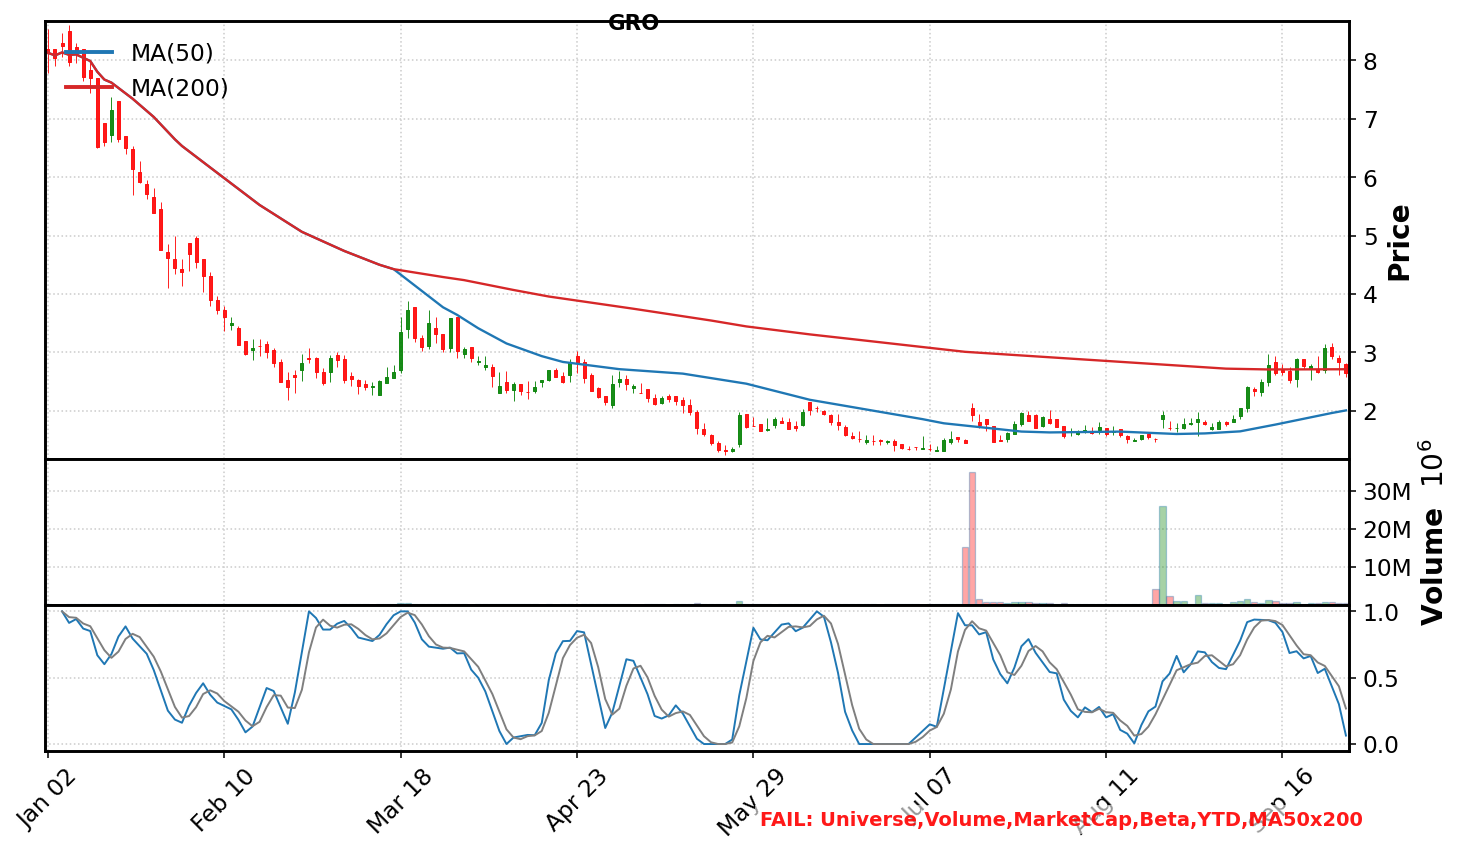 GRO
MA(50)
MA(200)
8
7
6
5
4
3
2
Price
10^6
30M
20M
10M
Volume
1.0
0.5
0.0
Jan 02
Feb 10
Mar 18
Apr 23
May 29
Jul 07
Aug 11
Sep 16
FAIL: Universe,Volume,MarketCap,Beta,YTD,MA50x200